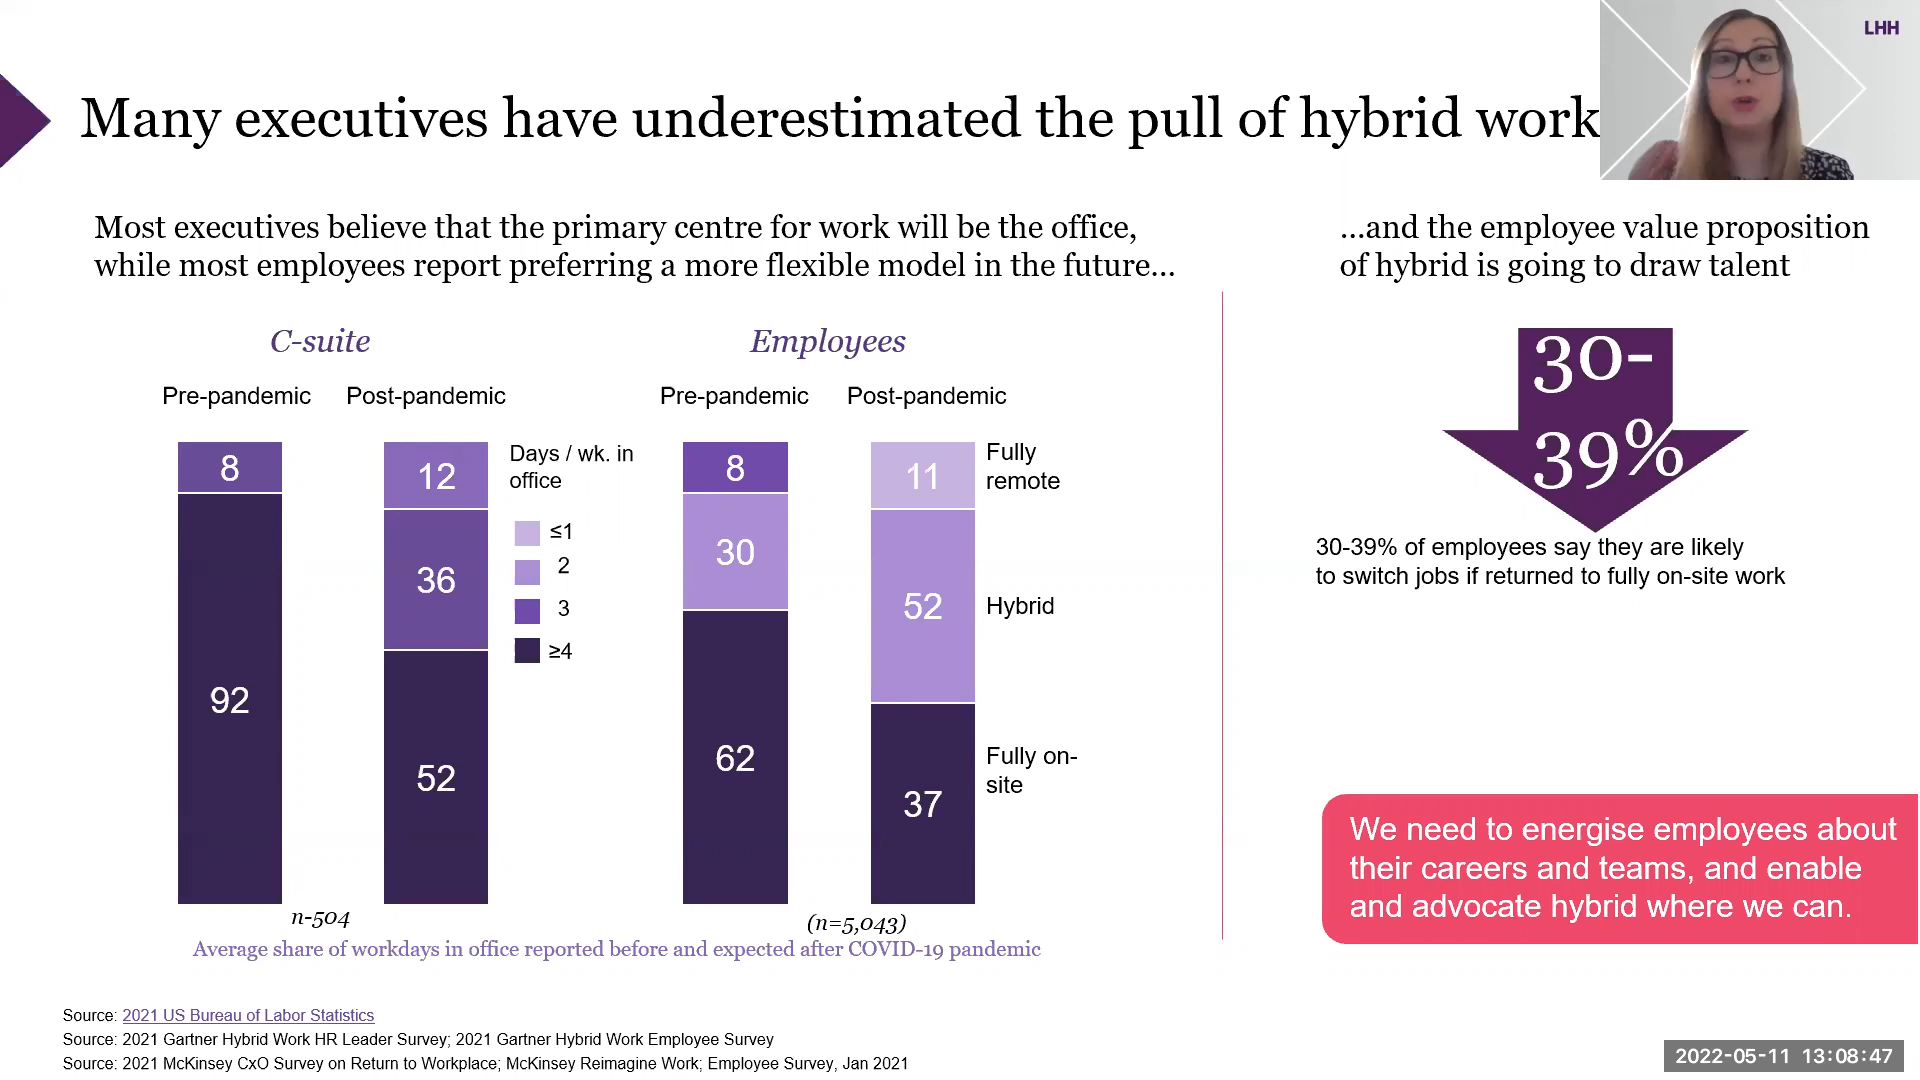 LHH
Many executives have underestimated the pull of hybrid work
Most executives believe that the primary centre for work will be the office,
while most employees report preferring a more flexible model in the future...
...and the employee value proposition
of hybrid is going to draw talent
C-suite
Employees
Pre-pandemic
Post-pandemic
Pre-pandemic
Post-pandemic
8
92
12
36
52
Days / wk. in
office
≤1
2
3
≥4
8
30
62
11
52
37
Fully
remote
Hybrid
Fully on-
site
n-504
(n=5,043)
Average share of workdays in office reported before and expected after COVID-19 pandemic
30-
39%
30-39% of employees say they are likely
to switch jobs if returned to fully on-site work
We need to energise employees about
their careers and teams, and enable
and advocate hybrid where we can.
Source: 2021 US Bureau of Labor Statistics
Source: 2021 Gartner Hybrid Work HR Leader Survey; 2021 Gartner Hybrid Work Employee Survey
Source: 2021 McKinsey CxO Survey on Return to Workplace; McKinsey Reimagine Work; Employee Survey, Jan 2021
2022-05-11 13:08:47